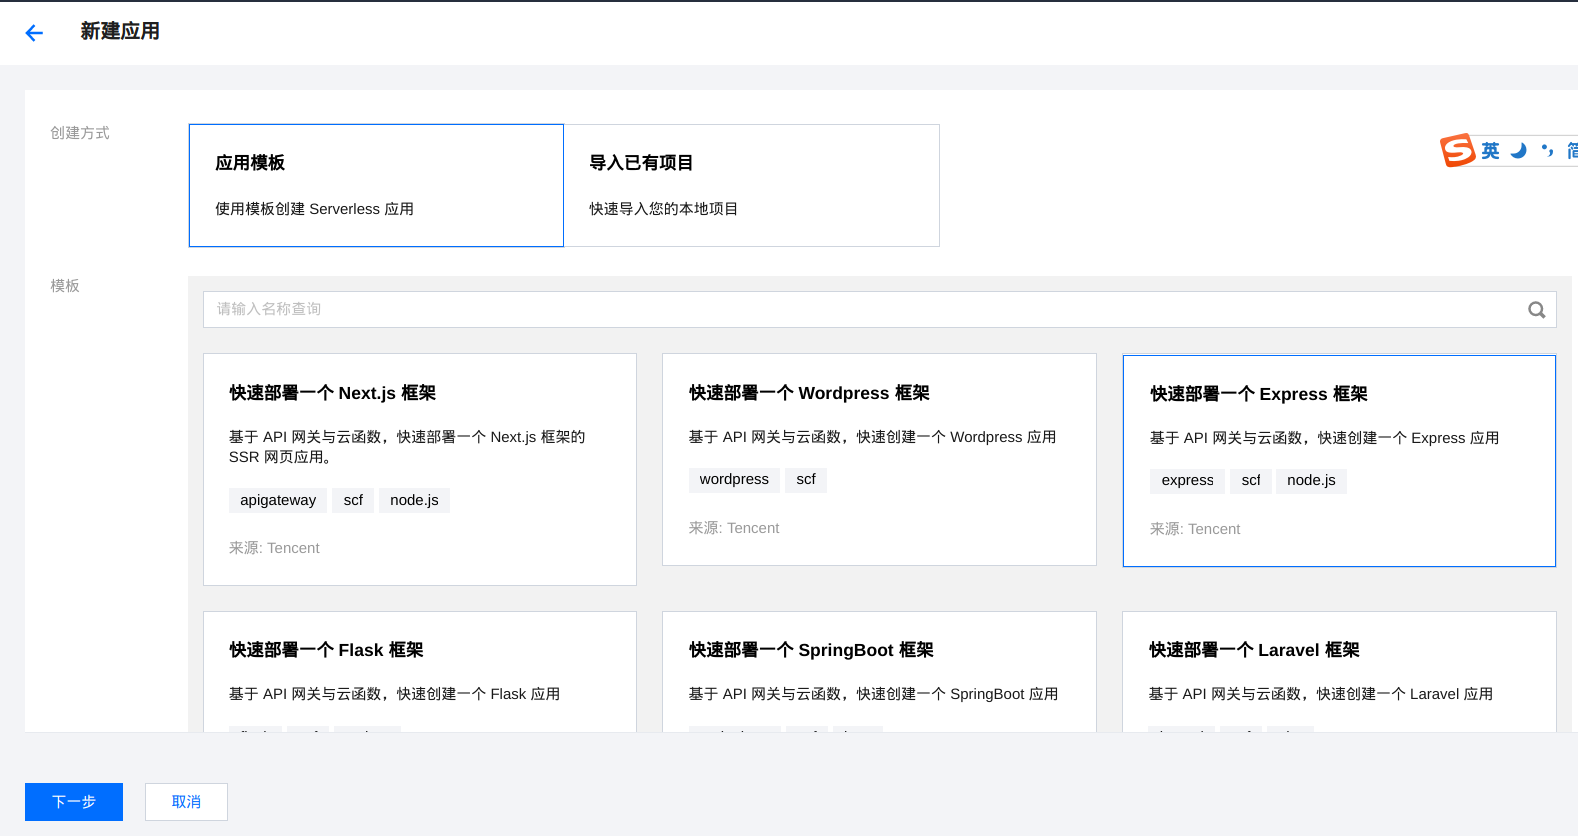 新建应用
创建方式
应用模板
使用模板创建 Serverless 应用
导入已有项目
快速导入您的本地项目
英
简
模板
请输入名称查询
快速部署一个 Next.js 框架
基于 API 网关与云函数，快速部署一个 Next.js 框架的
SSR 网页应用。
apigateway scf node.js
来源: Tencent
快速部署一个 Wordpress 框架
基于 API 网关与云函数，快速创建一个 Wordpress 应用
wordpress scf
来源: Tencent
快速部署一个 Express 框架
基于 API 网关与云函数，快速创建一个 Express 应用
express scf node.js
来源: Tencent
快速部署一个 Flask 框架
基于 API 网关与云函数，快速创建一个 Flask 应用
快速部署一个 SpringBoot 框架
基于 API 网关与云函数，快速创建一个 SpringBoot 应用
快速部署一个 Laravel 框架
基于 API 网关与云函数，快速创建一个 Laravel 应用
下一步
取消